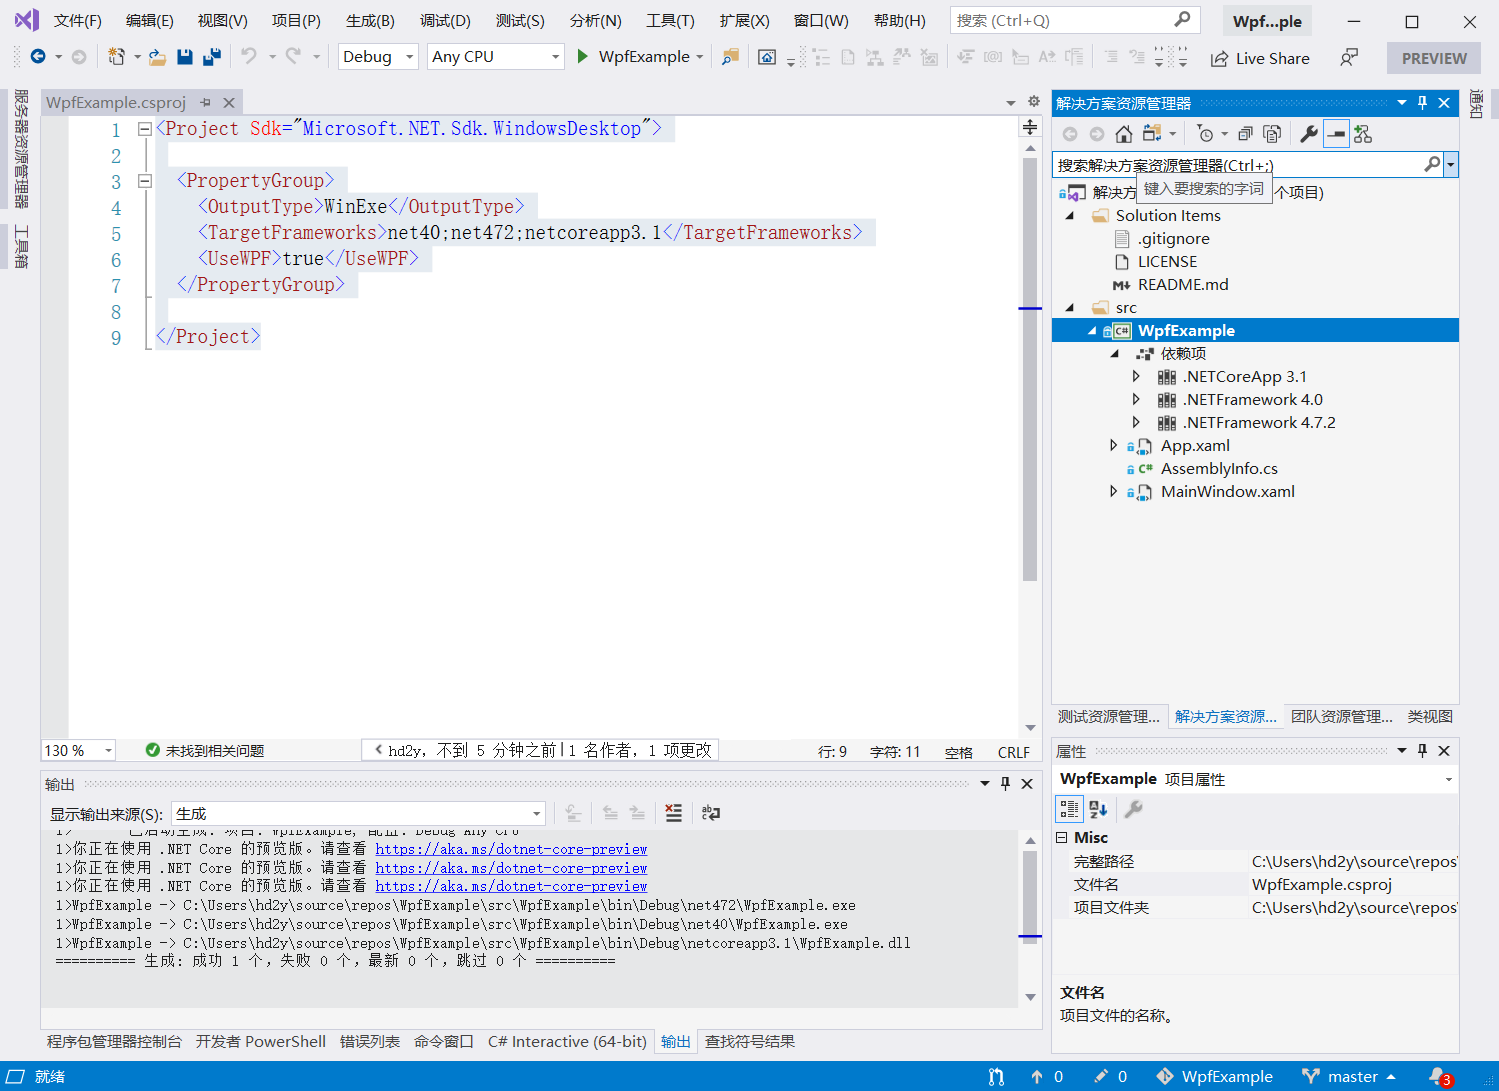 文件(F) 编辑(E) 视图(V) 项目(P) 生成(B) 调试(D) 测试(S) 分析(N) 工具(T) 扩展(X) 窗口(W) 帮助(H) 搜索 (Ctrl+Q) Wpf...ple
Debug Any CPU WpfExample Live Share PREVIEW
服务器资源管理器
工具箱
WpfExample.csproj
1 <Project Sdk="Microsoft.NET.Sdk.WindowsDesktop">
2
3 <PropertyGroup>
4 <OutputType>WinExe</OutputType>
5 <TargetFrameworks>net40;net472;netcoreapp3.1</TargetFrameworks>
6 <UseWPF>true</UseWPF>
7 </PropertyGroup>
8
9 </Project>
130 % 未找到相关问题 hd2y，不到 5 分钟之前|1 名作者，1 项更改 行: 9 字符: 11 空格 CRLF
输出
显示输出来源(S): 生成
1> 已启动生成: 项目: WpfExample, 配置: Debug Any CPU
1>你正在使用 .NET Core 的预览版。请查看 https://aka.ms/dotnet-core-preview
1>你正在使用 .NET Core 的预览版。请查看 https://aka.ms/dotnet-core-preview
1>你正在使用 .NET Core 的预览版。请查看 https://aka.ms/dotnet-core-preview
1>WpfExample -> C:\Users\hd2y\source\repos\WpfExample\src\WpfExample\bin\Debug\net472\WpfExample.exe
1>WpfExample -> C:\Users\hd2y\source\repos\WpfExample\src\WpfExample\bin\Debug\net40\WpfExample.exe
1>WpfExample -> C:\Users\hd2y\source\repos\WpfExample\src\WpfExample\bin\Debug\netcoreapp3.1\WpfExample.dll
========== 生成: 成功 1 个，失败 0 个，最新 0 个，跳过 0 个 ==========
程序包管理器控制台 开发者 PowerShell 错误列表 命令窗口 C# Interactive (64-bit) 输出 查找符号结果
解决方案资源管理器
搜索解决方案资源管理器(Ctrl+;)
键入要搜索的字词
解决方 个项目)
Solution Items
.gitignore
LICENSE
README.md
src
WpfExample
依赖项
.NETCoreApp 3.1
.NETFramework 4.0
.NETFramework 4.7.2
App.xaml
AssemblyInfo.cs
MainWindow.xaml
测试资源管理... 解决方案资源... 团队资源管理... 类视图
属性
WpfExample 项目属性
Misc
完整路径 C:\Users\hd2y\source\repos\
文件名 WpfExample.csproj
项目文件夹 C:\Users\hd2y\source\repos\
文件名
项目文件的名称。
通知
就绪 0 0 WpfExample master 3